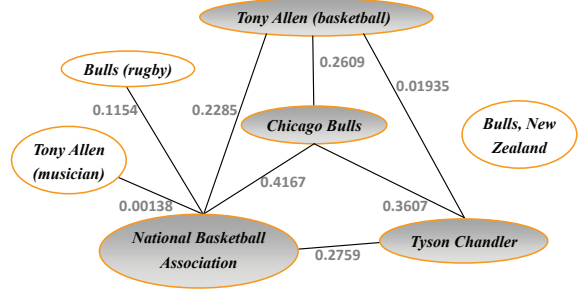 Tony Allen (basketball)
0.2609
0.01935
Bulls (rugby)
0.1154
0.2285
Chicago Bulls
Bulls, New
Zealand
Tony Allen
(musician)
0.4167
0.00138
0.3607
National Basketball
Association
0.2759
Tyson Chandler